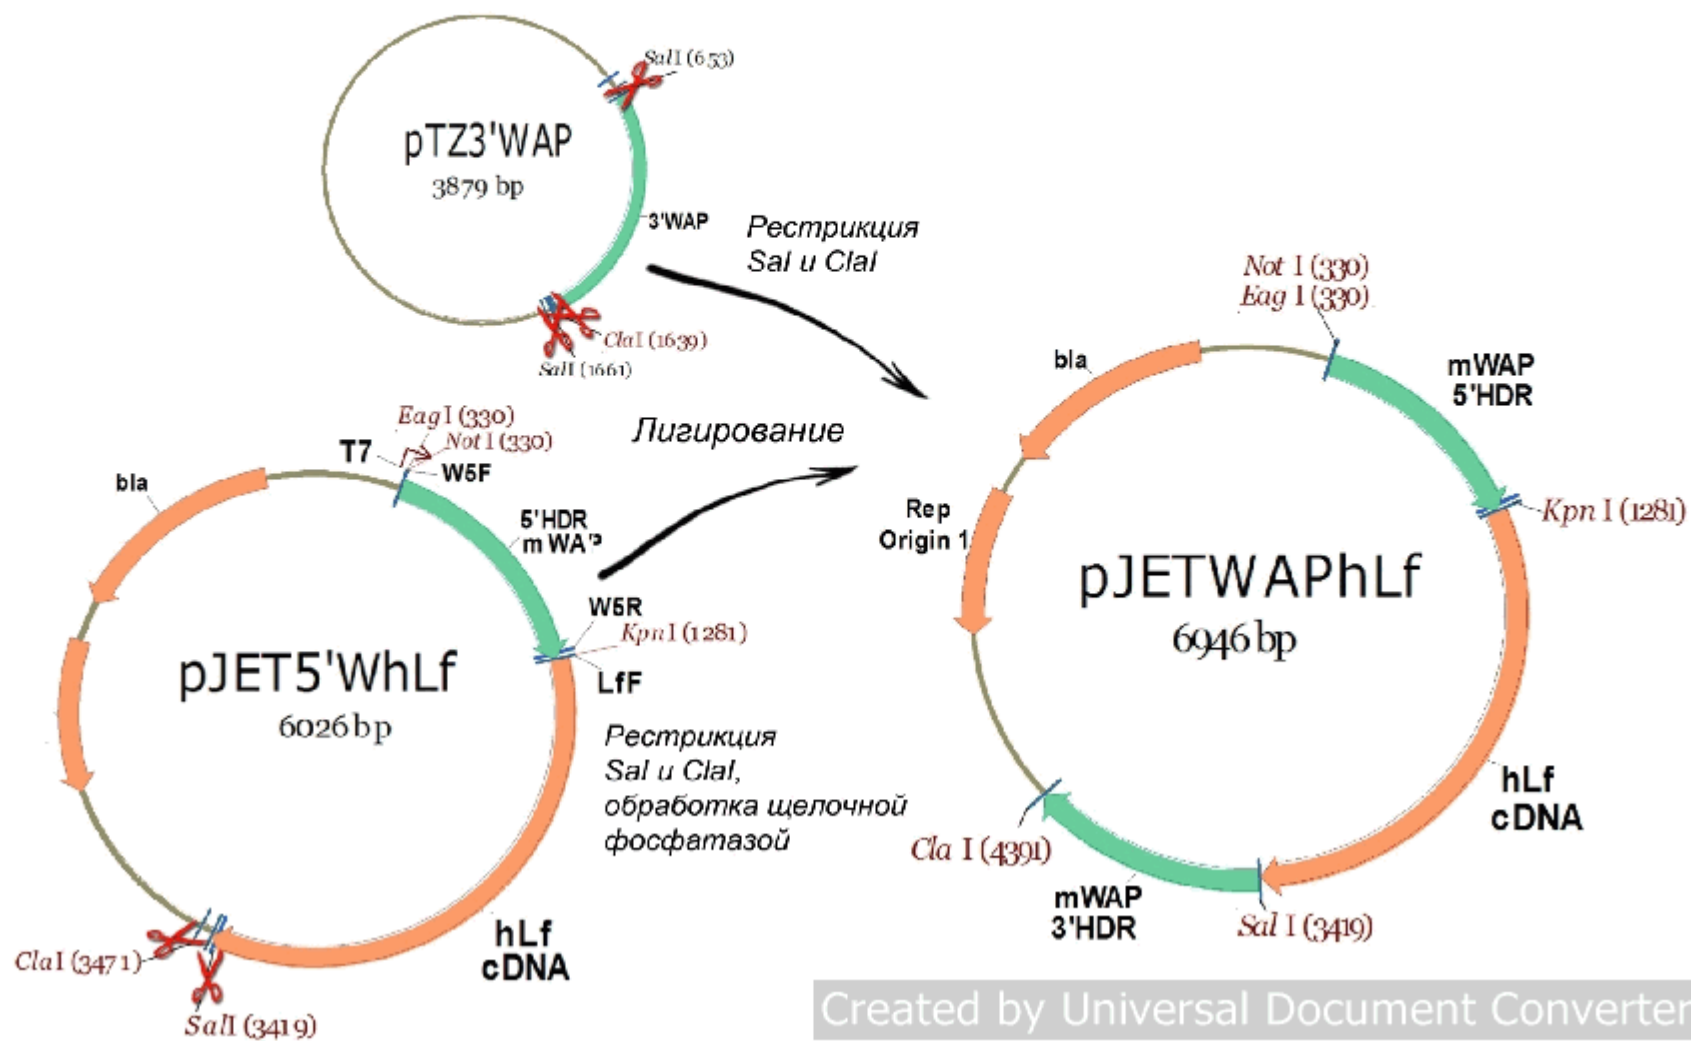 SalI (653)
pTZ3'WAP
3879 bp
3'WAP
ClaI (1639)
SalI (1661)
Рестрикция
Sal и ClaI
Лигирование
EagI (330)
NotI (330)
T7
W5F
bla
5'HDR
mWAP
W5R
KpnI (1281)
LfF
pJET5'WhLf
6026 bp
Рестрикция
Sal и ClaI,
обработка щелочной
фосфатазой
hLf
cDNA
ClaI (3471)
SalI (3419)
Not I (330)
Eag I (330)
bla
mWAP
5'HDR
Kpn I (1281)
Rep
Origin 1
pJETWAPhLf
6946 bp
hLf
cDNA
Cla I (4391)
mWAP
3'HDR
Sal I (3419)
Created by Universal Document Converter